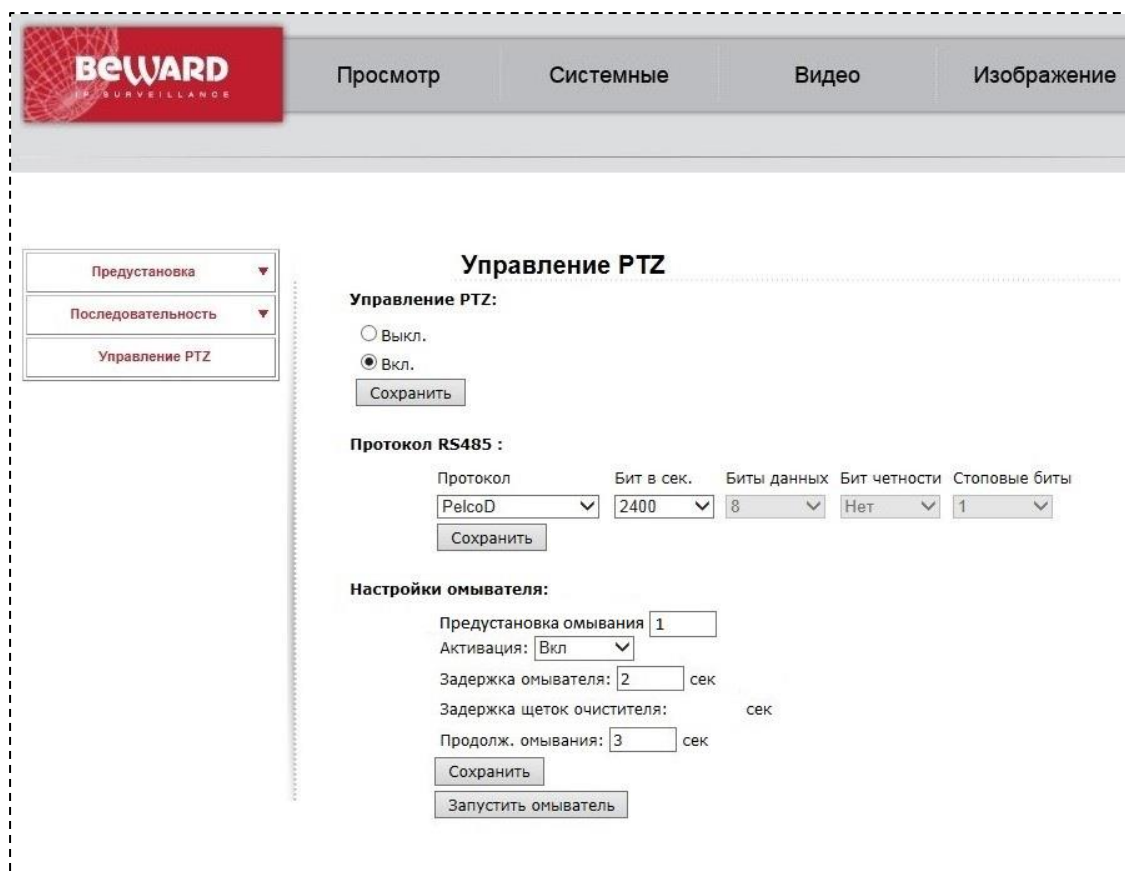 BEWARD
IP SURVEILLANCE
Просмотр Системные Видео Изображение
Предустановка
Последовательность
Управление PTZ
Управление PTZ
Управление PTZ:
Выкл.
Вкл.
Сохранить
Протокол RS485 :
Протокол Бит в сек. Биты данных Бит четности Стоповые биты
PelcoD 2400 8 Нет 1
Сохранить
Настройки омывателя:
Предустановка омывания 1
Активация: Вкл
Задержка омывателя: 2 сек
Задержка щеток очистителя: сек
Продолж. омывания: 3 сек
Сохранить
Запустить омыватель